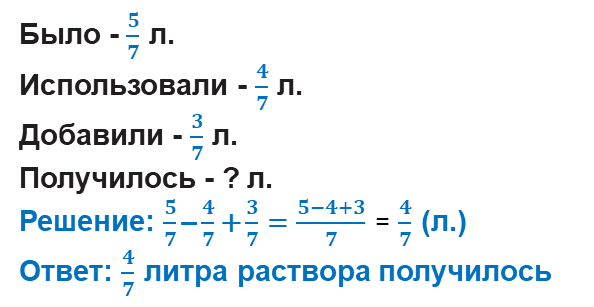 Было - 5/7 л.
Использовали - 4/7 л.
Добавили - 3/7 л.
Получилось - ? л.
Решение: 5/7 − 4/7 + 3/7 = (5−4+3)/7 = 4/7 (л.)
Ответ: 4/7 литра раствора получилось